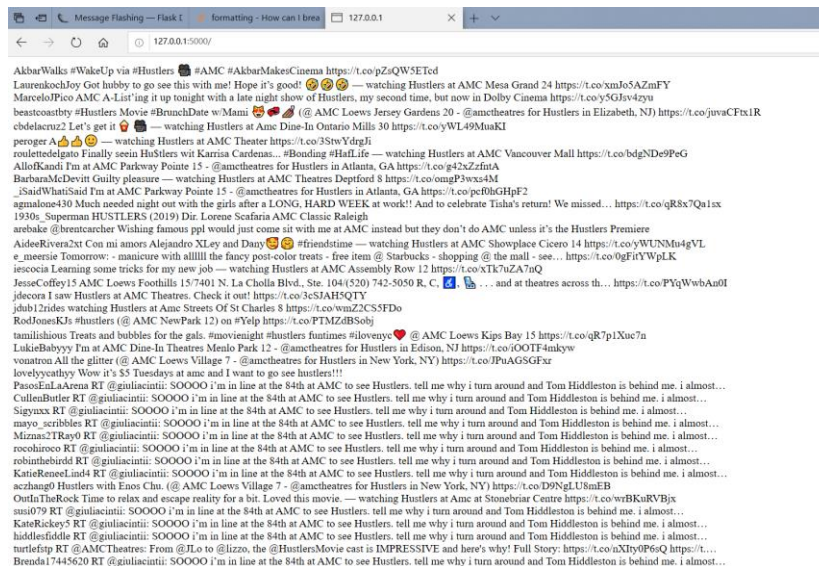 Message Flashing — Flask D
formatting - How can I brea
127.0.0.1
127.0.0.1:5000/
AkbarWalks #WakeUp via #Hustlers 🎥 #AMC #AkbarMakesCinema https://t.co/pZsQW5ETcd
LaurenkochJoy Got hubby to go see this with me! Hope it's good! 🤣🤣🤣 — watching Hustlers at AMC Mesa Grand 24 https://t.co/xmJo5AZmFY
MarceloJPico AMC A-List'ing it up tonight with a late night show of Hustlers, my second time, but now in Dolby Cinema https://t.co/y5GJsv4zyu
beastcoastbty #Hustlers Movie #BrunchDate w/Mami (@ AMC Loews Jersey Gardens 20 - @amctheatres for Hustlers in Elizabeth, NJ) https://t.co/juvaCFtx1R
cbdelacruz2 Let's get it 🍿 🎥 — watching Hustlers at Amc Dine-In Ontario Mills 30 https://t.co/yWL49MuaKI
peroger A👍👍🙂 — watching Hustlers at AMC Theater https://t.co/3StwYdrgJi
roulettedelgato Finally seein Hu$tlers wit Karrisa Cardenas... #Bonding #HafLife — watching Hustlers at AMC Vancouver Mall https://t.co/bdgNDe9PeG
AllofKandi I'm at AMC Parkway Pointe 15 - @amctheatres for Hustlers in Atlanta, GA https://t.co/g42xZzfntA
BarbaraMcDevitt Guilty pleasure — watching Hustlers at AMC Theatres Deptford 8 https://t.co/omgP3wxs4M
_iSaidWhatiSaid I'm at AMC Parkway Pointe 15 - @amctheatres for Hustlers in Atlanta, GA https://t.co/pcf0hGHpF2
agmalone430 Much needed night out with the girls after a LONG, HARD WEEK at work!! And to celebrate Tisha's return! We missed… https://t.co/qR8x7Qa1sx
1930s_Superman HUSTLERS (2019) Dir. Lorene Scafaria AMC Classic Raleigh
arebake @brentcarcher Wishing famous ppl would just come sit with me at AMC instead but they don't do AMC unless it's the Hustlers Premiere
AideeRivera2xt Con mi amors Alejandro XLey and Dany🥰🤗 #friendstime — watching Hustlers at AMC Showplace Cicero 14 https://t.co/yWUNMu4gVL
e_meersie Tomorrow: - manicure with allllll the fancy post-color treats - free item @ Starbucks - shopping @ the mall - see… https://t.co/0gFitYWpLK
iescocia Learning some tricks for my new job — watching Hustlers at AMC Assembly Row 12 https://t.co/xTk7uZA7nQ
JesseCoffey15 AMC Loews Foothills 15/7401 N. La Cholla Blvd., Ste. 104/(520) 742-5050 R, C, ♿, . . . and at theatres across th… https://t.co/PYqWwbAn0I
jdecora I saw Hustlers at AMC Theatres. Check it out! https://t.co/3cSJAH5QTY
jdub12rides watching Hustlers at Amc Streets Of St Charles 8 https://t.co/wmZ2CS5FDo
RodJonesKJs #hustlers (@ AMC NewPark 12) on #Yelp https://t.co/PTMZdBSobj
tamilishious Treats and bubbles for the gals. #movienight #hustlers funtimes #ilovenyc❤ @ AMC Loews Kips Bay 15 https://t.co/qR7p1Xuc7n
LukieBabyyy I'm at AMC Dine-In Theatres Menlo Park 12 - @amctheatres for Hustlers in Edison, NJ https://t.co/iOOTF4mkyw
vonatron All the glitter (@ AMC Loews Village 7 - @amctheatres for Hustlers in New York, NY) https://t.co/JPuAGSGFxr
lovelyycathyy Wow it's $5 Tuesdays at amc and I want to go see hustlers!!!
PasosEnLaArena RT @giuliacintii: SOOOO i'm in line at the 84th at AMC to see Hustlers. tell me why i turn around and Tom Hiddleston is behind me. i almost…
CullenButler RT @giuliacintii: SOOOO i'm in line at the 84th at AMC to see Hustlers. tell me why i turn around and Tom Hiddleston is behind me. i almost…
Sigynxx RT @giuliacintii: SOOOO i'm in line at the 84th at AMC to see Hustlers. tell me why i turn around and Tom Hiddleston is behind me. i almost…
mayo_scribbles RT @giuliacintii: SOOOO i'm in line at the 84th at AMC to see Hustlers. tell me why i turn around and Tom Hiddleston is behind me. i almost…
Miznas2TRay0 RT @giuliacintii: SOOOO i'm in line at the 84th at AMC to see Hustlers. tell me why i turn around and Tom Hiddleston is behind me. i almost…
rocohiroco RT @giuliacintii: SOOOO i'm in line at the 84th at AMC to see Hustlers. tell me why i turn around and Tom Hiddleston is behind me. i almost…
robinthebirdd RT @giuliacintii: SOOOO i'm in line at the 84th at AMC to see Hustlers. tell me why i turn around and Tom Hiddleston is behind me. i almost…
KatieReneeLind4 RT @giuliacintii: SOOOO i'm in line at the 84th at AMC to see Hustlers. tell me why i turn around and Tom Hiddleston is behind me. i almost…
aczhang0 Hustlers with Enos Chu. (@ AMC Loews Village 7 - @amctheatres for Hustlers in New York, NY) https://t.co/D9NgLU8mEB
OutInTheRock Time to relax and escape reality for a bit. Loved this movie. — watching Hustlers at Amc at Stonebriar Centre https://t.co/wrBKuRVBjx
susi079 RT @giuliacintii: SOOOO i'm in line at the 84th at AMC to see Hustlers. tell me why i turn around and Tom Hiddleston is behind me. i almost…
KateRickey5 RT @giuliacintii: SOOOO i'm in line at the 84th at AMC to see Hustlers. tell me why i turn around and Tom Hiddleston is behind me. i almost…
hiddlesfiddle RT @giuliacintii: SOOOO i'm in line at the 84th at AMC to see Hustlers. tell me why i turn around and Tom Hiddleston is behind me. i almost…
turtlefstp RT @AMCTheatres: From @JLo to @lizzo, the @HustlersMovie cast is IMPRESSIVE and here's why! Full Story: https://t.co/nXIty0P6sQ https://t.…
Brenda17445620 RT @giuliacintii: SOOOO i'm in line at the 84th at AMC to see Hustlers. tell me why i turn around and Tom Hiddleston is behind me. i almost…